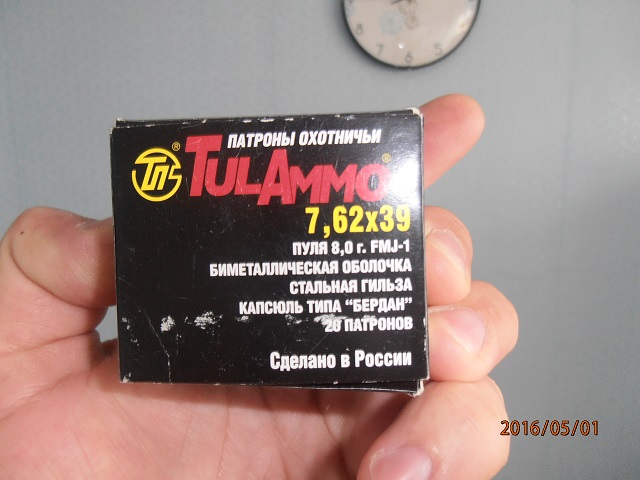 ПАТРОНЫ ОХОТНИЧЬИ
ТПЗ® TULAMMO®
7,62x39
ПУЛЯ 8,0 г. FMJ-1
БИМЕТАЛЛИЧЕСКАЯ ОБОЛОЧКА
СТАЛЬНАЯ ГИЛЬЗА
КАПСЮЛЬ ТИПА “БЕРДАН”
20 ПАТРОНОВ
Сделано в России
2016/05/01